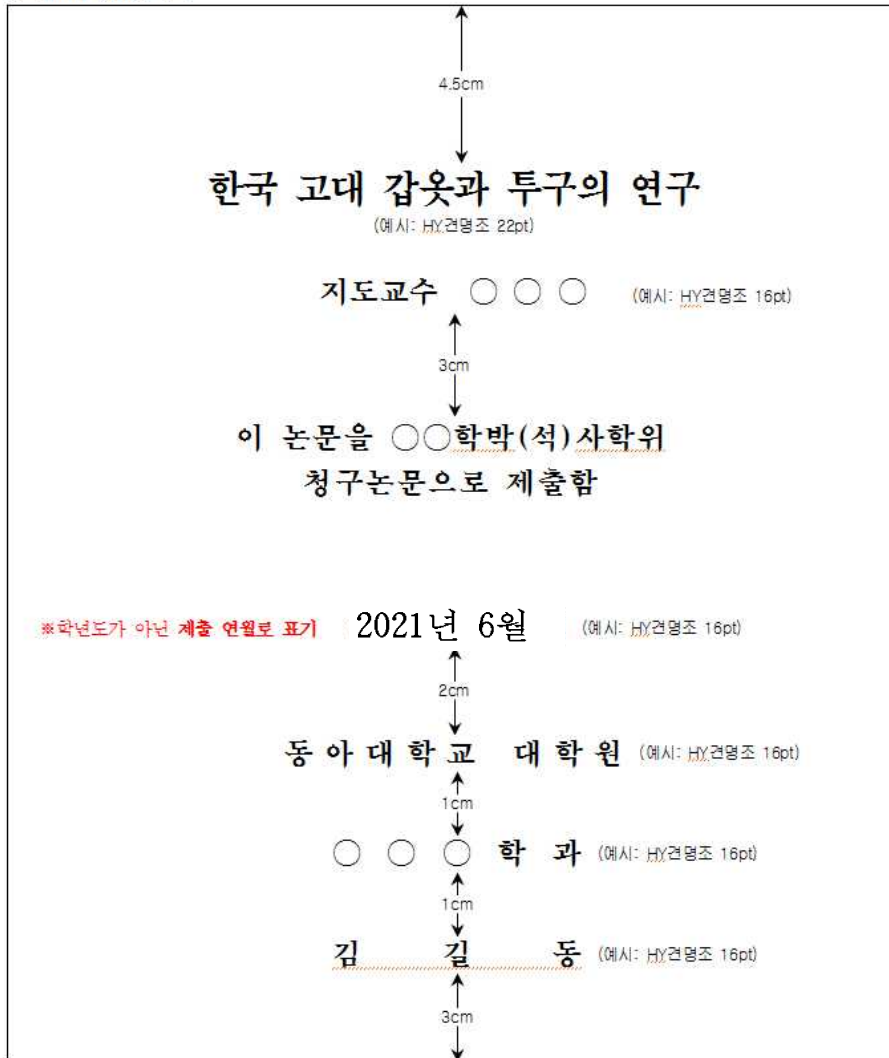 4.5cm
한국 고대 갑옷과 투구의 연구
(예시: HY견명조 22pt)
지도교수 ○ ○ ○ (예시: HY견명조 16pt)
3cm
이 논문을 ○○학박(석)사학위
청구논문으로 제출함
※학년도가 아닌 제출 연월로 표기 2021년 6월 (예시: HY견명조 16pt)
2cm
동 아 대 학 교 대 학 원 (예시: HY견명조 16pt)
1cm
○ ○ ○ 학 과 (예시: HY견명조 16pt)
1cm
김 길 동 (예시: HY견명조 16pt)
3cm